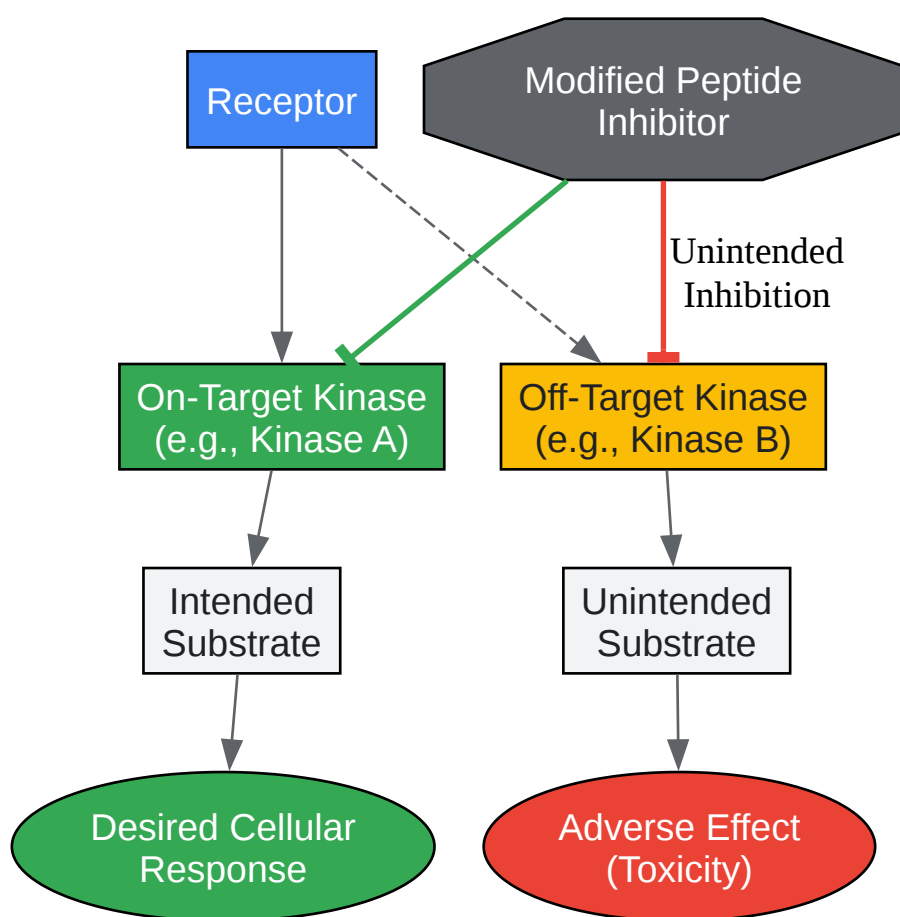 Receptor
Modified Peptide
Inhibitor
Unintended
Inhibition
On-Target Kinase
(e.g., Kinase A)
Off-Target Kinase
(e.g., Kinase B)
Intended
Substrate
Unintended
Substrate
Desired Cellular
Response
Adverse Effect
(Toxicity)